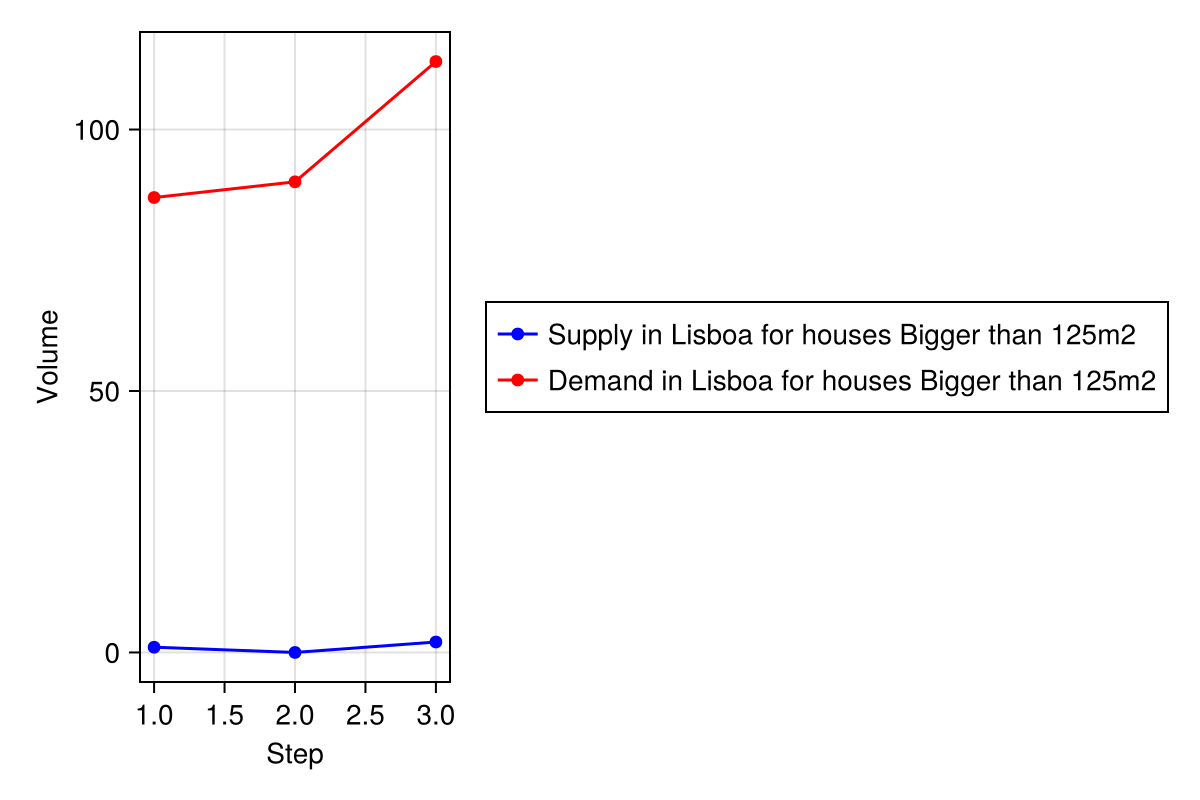 100
50
0
Volume
1.0 1.5 2.0 2.5 3.0
Step
Supply in Lisboa for houses Bigger than 125m2
Demand in Lisboa for houses Bigger than 125m2